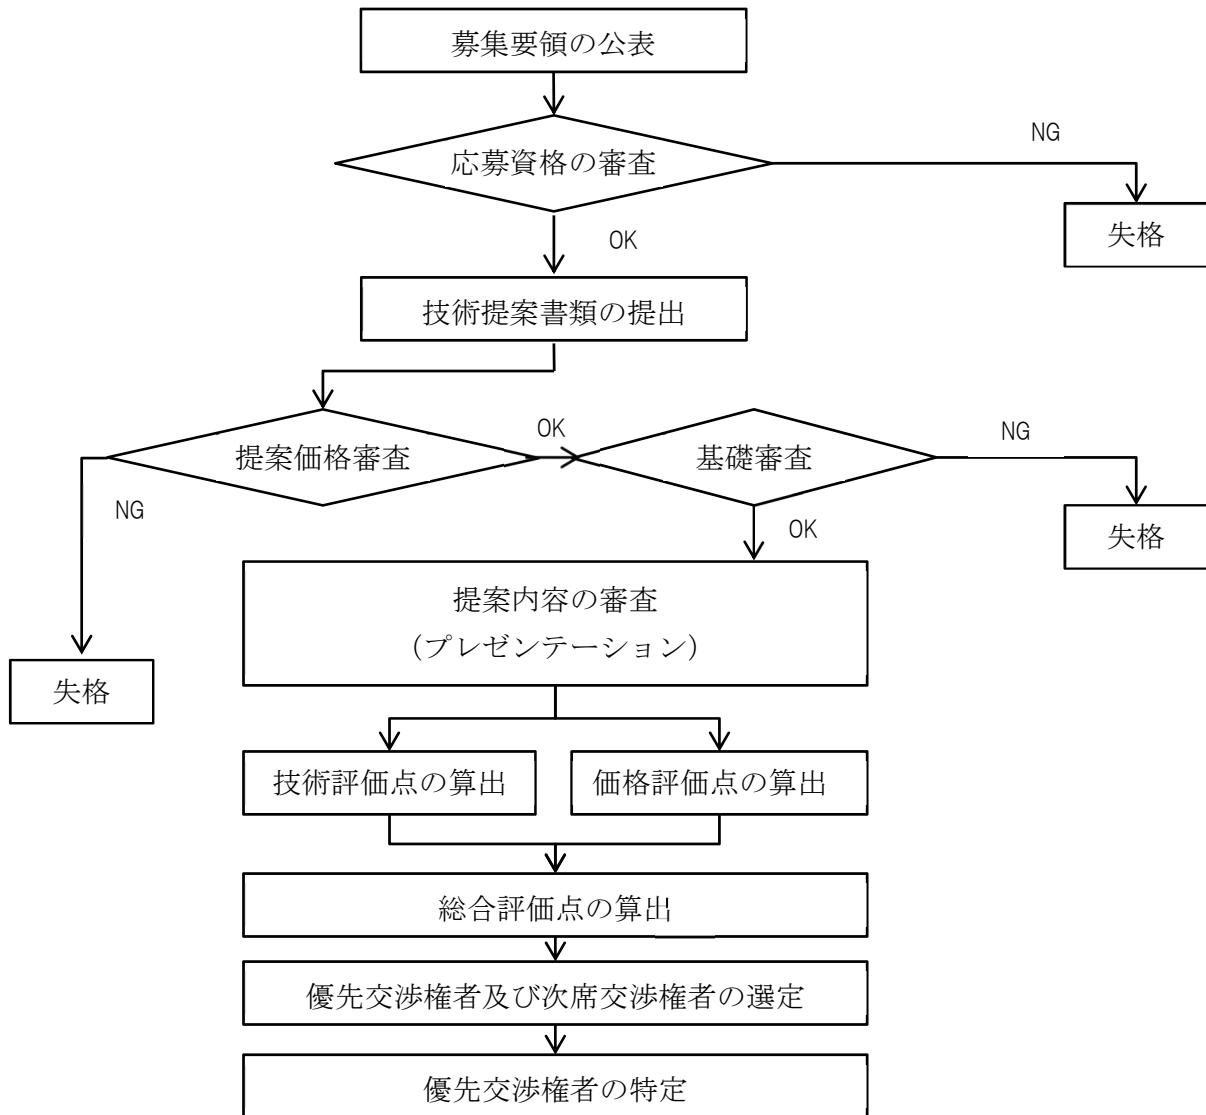 募集要領の公表
応募資格の審査
NG
失格
OK
技術提案書類の提出
提案価格審査
OK
基礎審査
NG
NG
失格
OK
提案内容の審査
（プレゼンテーション）
失格
技術評価点の算出
価格評価点の算出
総合評価点の算出
優先交渉権者及び次席交渉権者の選定
優先交渉権者の特定